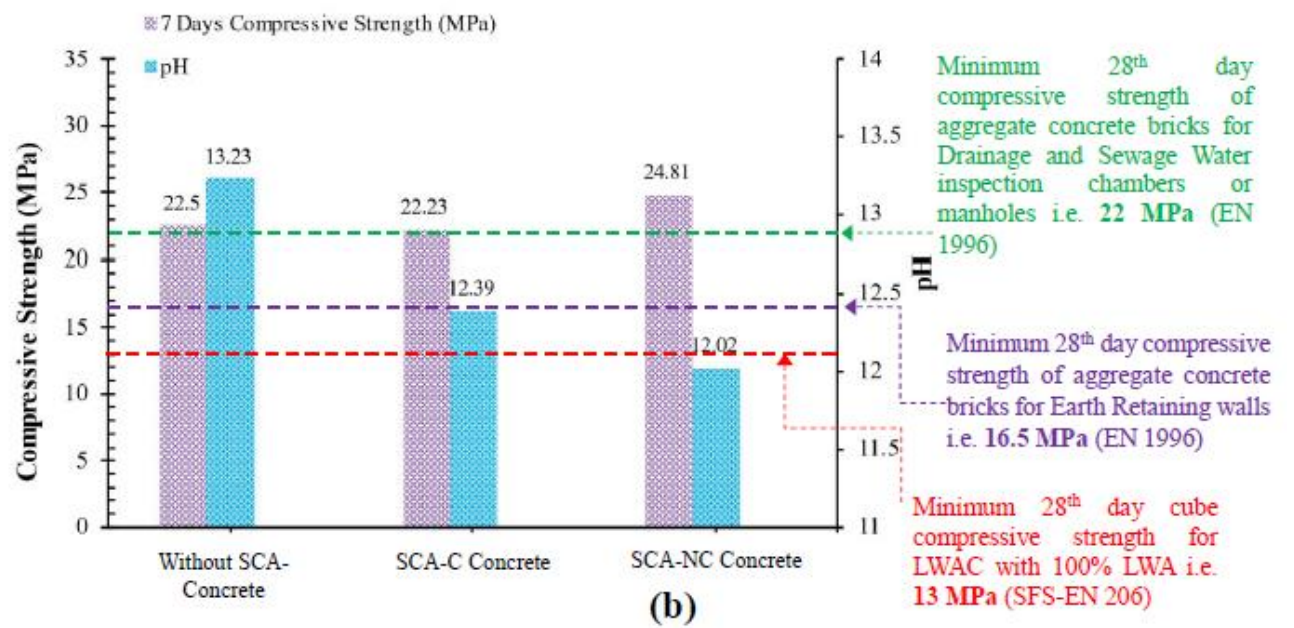 7 Days Compressive Strength (MPa)
pH
Compressive Strength (MPa)
35
30
25
20
15
10
5
0
22.5
13.23
22.23
12.39
24.81
12.02
14
13.5
13
12.5
12
11.5
11
pH
Without SCA-
Concrete
SCA-C Concrete
SCA-NC Concrete
(b)
Minimum 28th day
compressive strength of
aggregate concrete bricks for
Drainage and Sewage Water
inspection chambers or
manholes i.e. 22 MPa (EN
1996)
Minimum 28th day compressive
strength of aggregate concrete
bricks for Earth Retaining walls
i.e. 16.5 MPa (EN 1996)
Minimum 28th day cube
compressive strength for
LWAC with 100% LWA i.e.
13 MPa (SFS-EN 206)